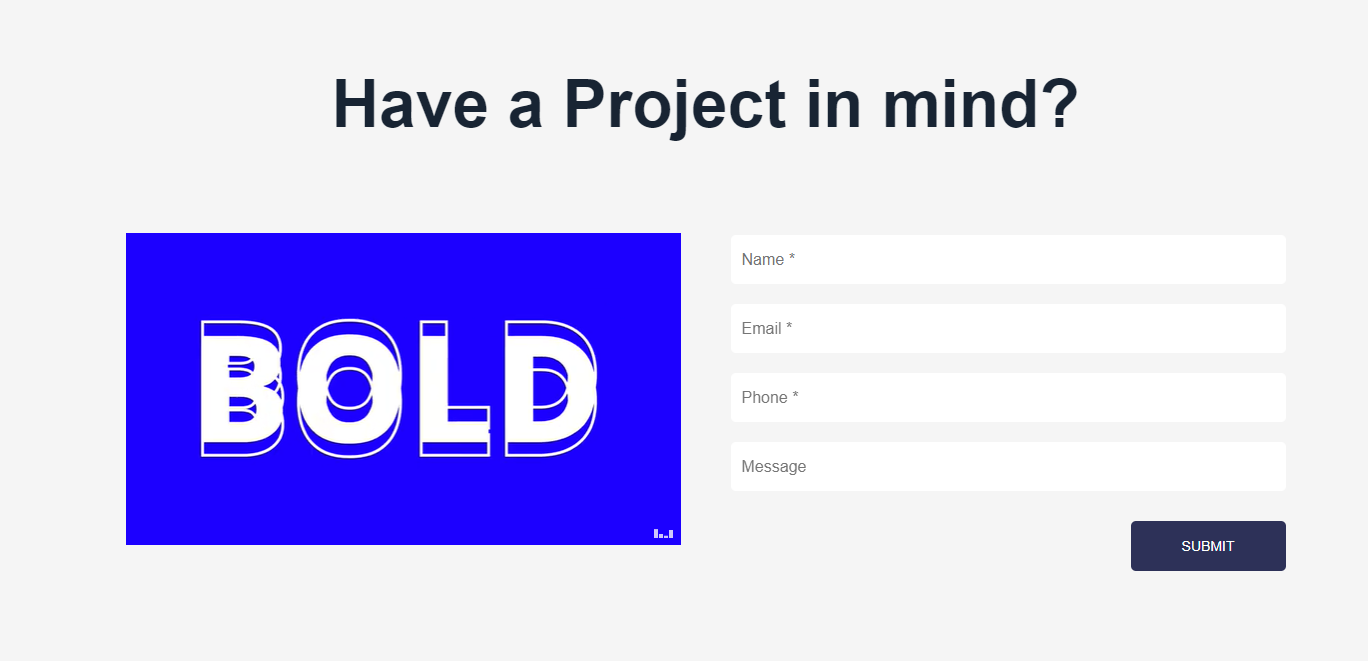 Have a Project in mind?
BOLD
Name *
Email *
Phone *
Message
SUBMIT